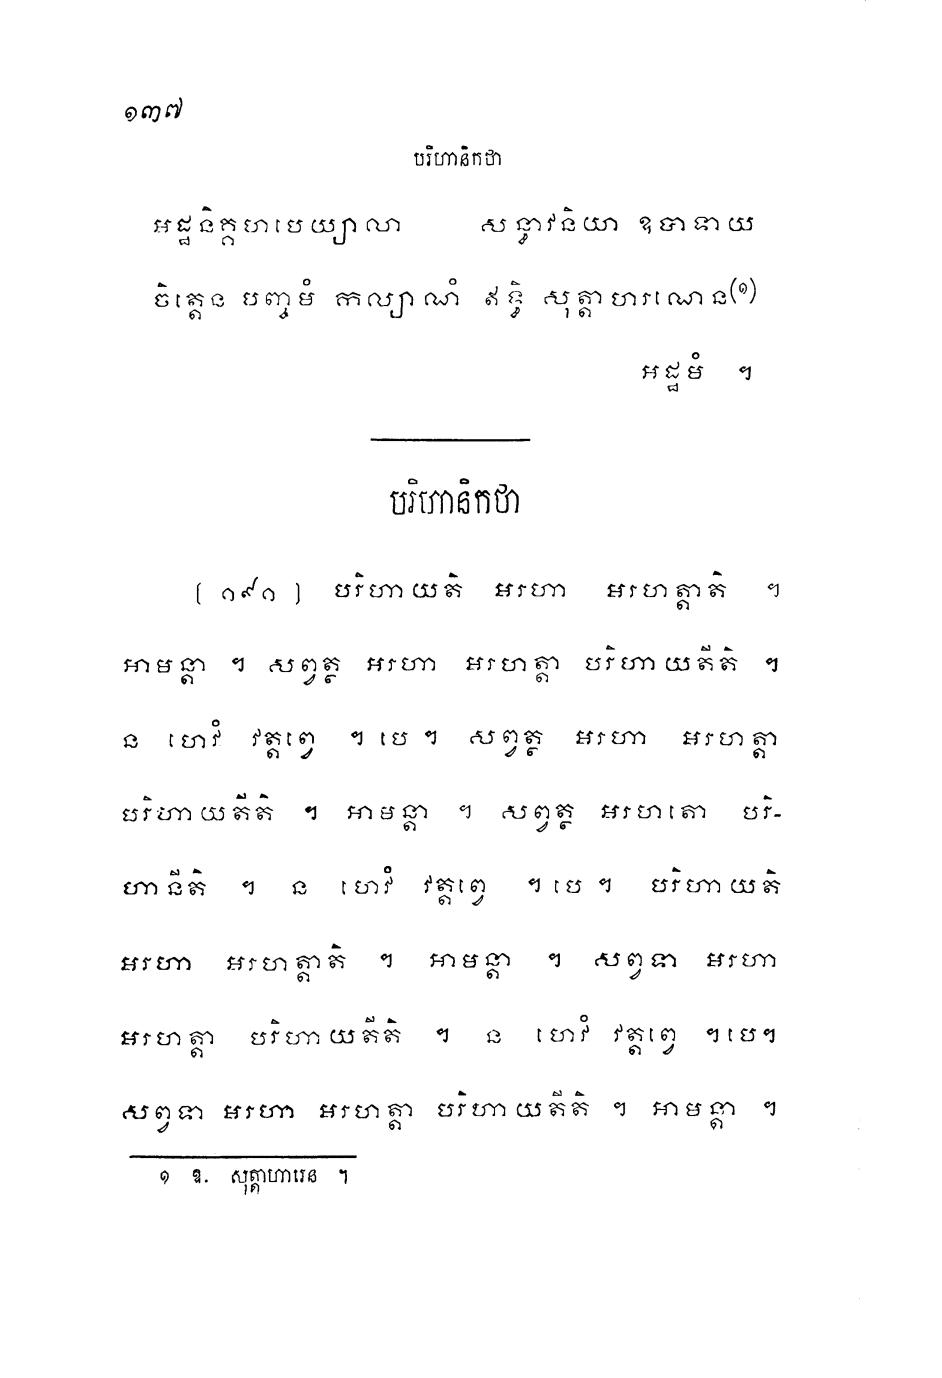 ១៣៧
បរិហានិកថា
អដ្ឋនិគ្គហបេយ្យាលា សន្ធាវនិយា ឧបាទាយ
ចិត្តេន បញ្ចមំ កល្យាណំ ឥទ្ធិ សុត្តាហរណេន(១)
អដ្ឋមំ ។
បរិហានិកថា
[ ១៩១ ] បរិហាយតិ អរហា អរហត្តាតិ ។
អាមន្តា ។ សព្វត្ថ អរហា អរហត្តា បរិហាយតីតិ ។
ន ហេវំ វត្តព្វេ ។ បេ ។ សព្វត្ថ អរហា អរហត្តា
បរិហាយតីតិ ។ អាមន្តា ។ សព្វត្ថ អរហតោ បរិ-
ហានីតិ ។ ន ហេវំ វត្តព្វេ ។ បេ ។ បរិហាយតិ
អរហា អរហត្តាតិ ។ អាមន្តា ។ សព្វទា អរហា
អរហត្តា បរិហាយតីតិ ។ ន ហេវំ វត្តព្វេ ។ បេ។
សព្វទា អរហា អរហត្តា បរិហាយតីតិ ។ អាមន្តា ។
១ ឱ. សុត្តាហារេន ។